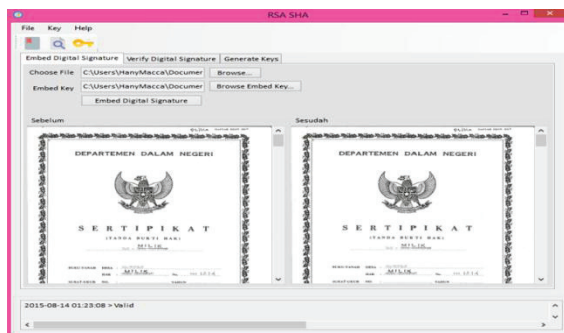 RSA SHA
File Key Help
Embed Digital Signature Verify Digital Signature Generate Keys
Choose File C:\Users\HanyMacca\Documer Browse...
Embed Key C:\Users\HanyMacca\Documer Browse Embed Key...
Embed Digital Signature
Sebelum Sesudah
DEPARTEMEN DALAM NEGERI DEPARTEMEN DALAM NEGERI
SERTIPIKAT SERTIPIKAT
(TANDA BUKTI HAK) (TANDA BUKTI HAK)
MILIK MILIK
MILIK MILIK
2015-08-14 01:23:08 > Valid